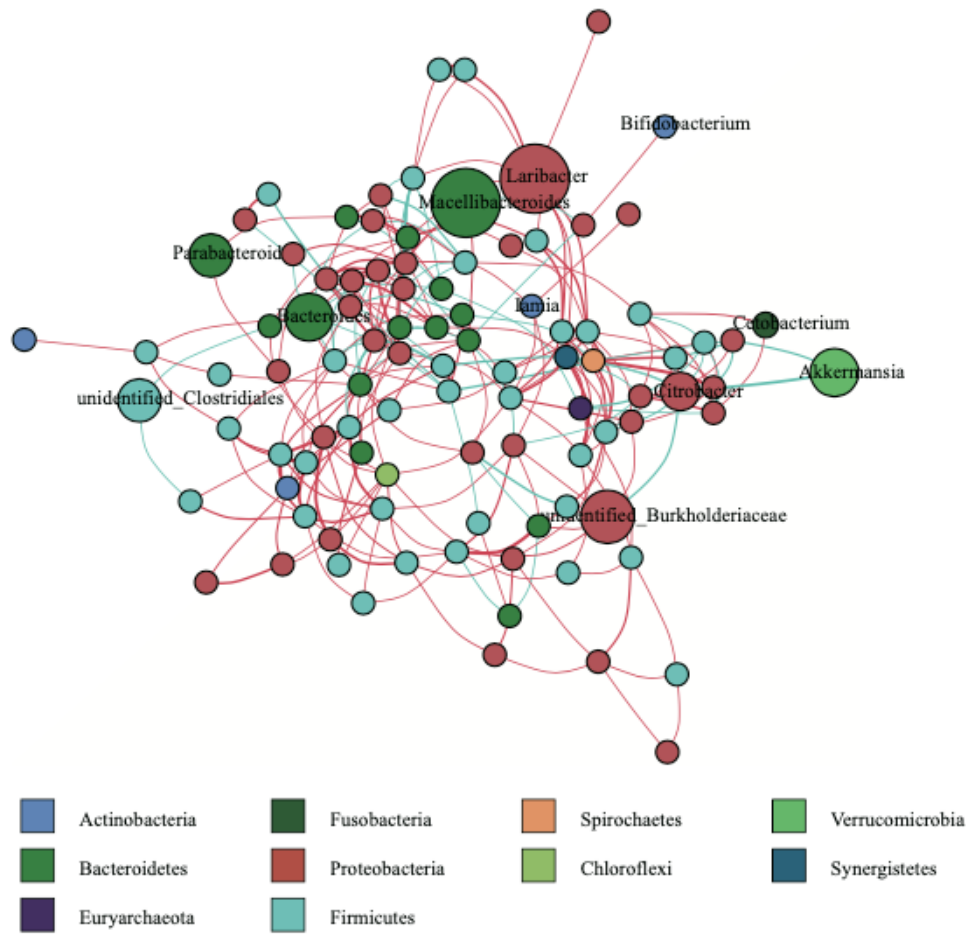 Bifidobacterium
Laribacter
Macellibacteroides
Parabacteroid
Iamia
Bacteroides
Cetobacterium
Akkermansia
Citrobacter
unidentified_Clostridiales
unidentified_Burkholderiaceae
Actinobacteria Fusobacteria Spirochaetes Verrucomicrobia
Bacteroidetes Proteobacteria Chloroflexi Synergistetes
Euryarchaeota Firmicutes